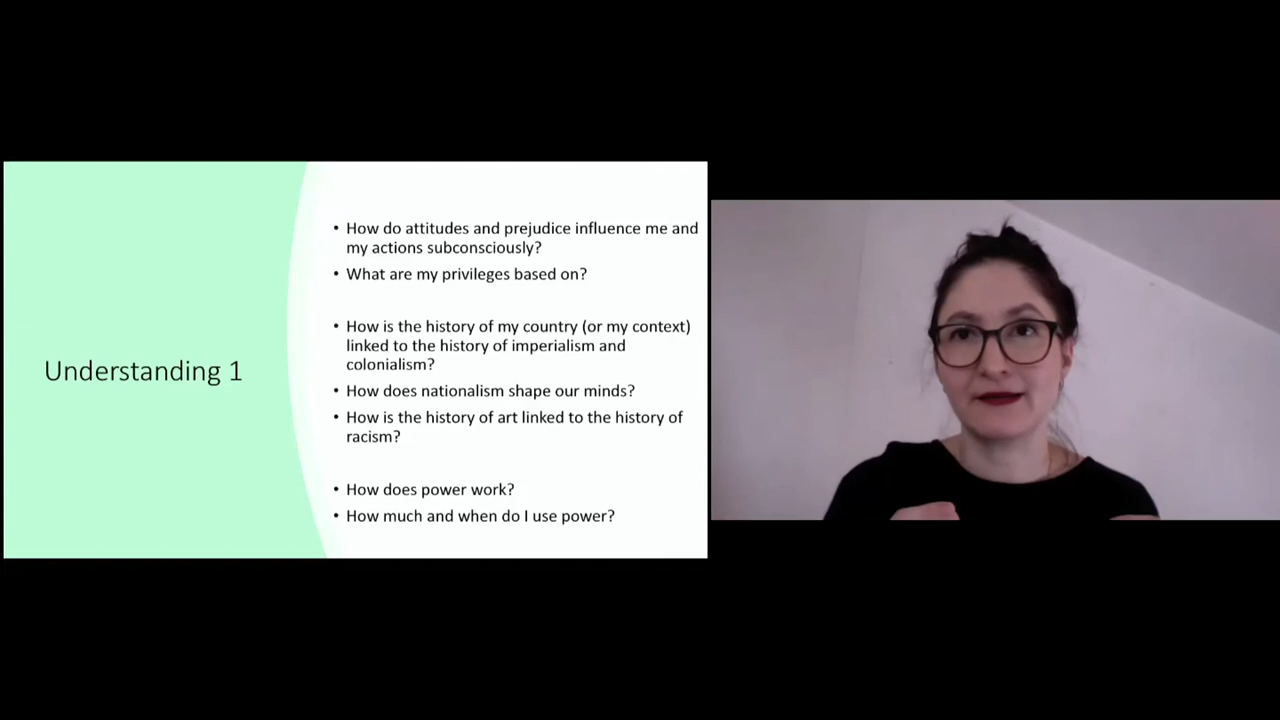 Understanding 1
• How do attitudes and prejudice influence me and
my actions subconsciously?
• What are my privileges based on?
• How is the history of my country (or my context)
linked to the history of imperialism and
colonialism?
• How does nationalism shape our minds?
• How is the history of art linked to the history of
racism?
• How does power work?
• How much and when do I use power?